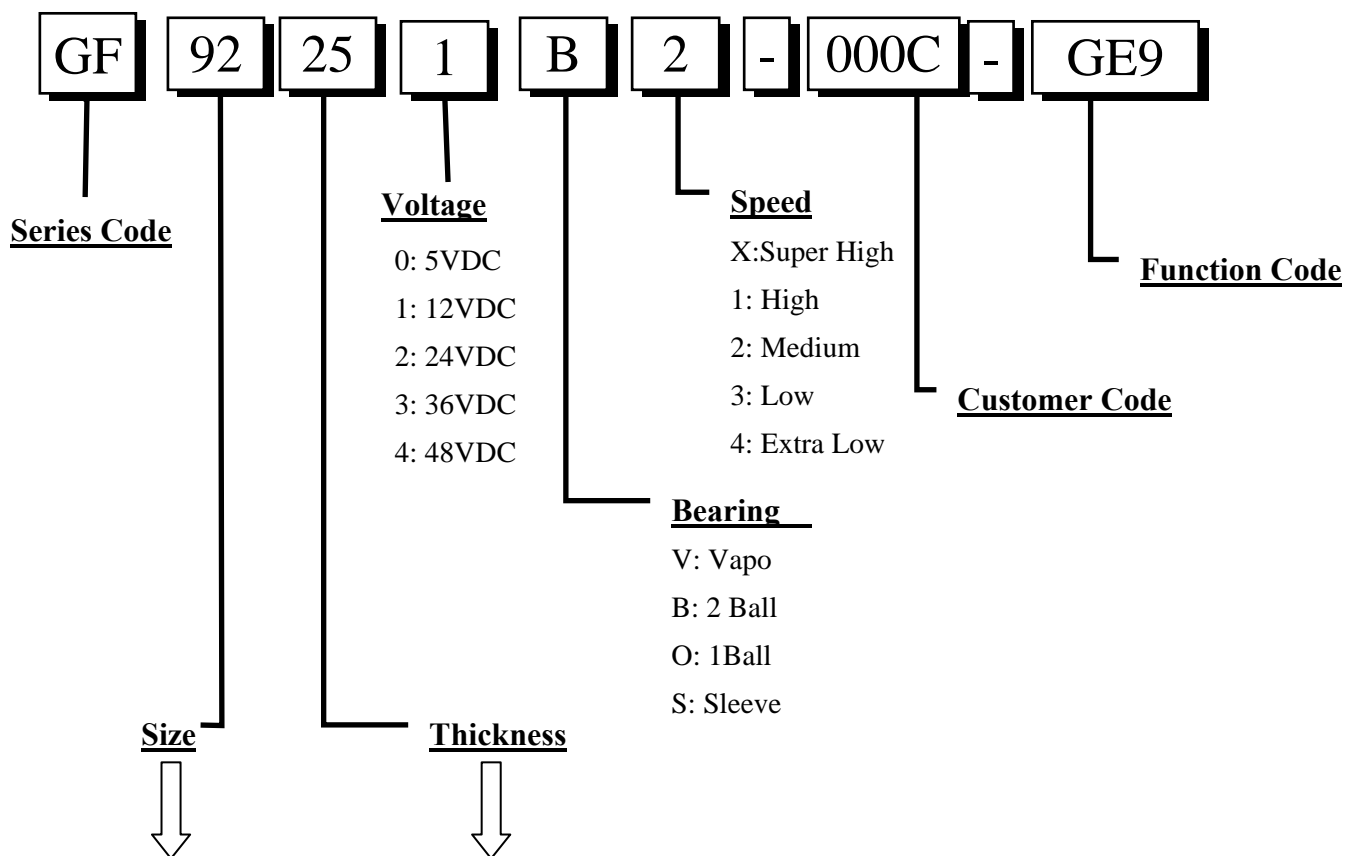 GF 92 25 1 B 2 - 000C - GE9
Series Code
Voltage
0: 5VDC
1: 12VDC
2: 24VDC
3: 36VDC
4: 48VDC
Speed
X:Super High
1: High
2: Medium
3: Low
4: Extra Low
Function Code
Customer Code
Bearing
V: Vapo
B: 2 Ball
O: 1Ball
S: Sleeve
Size
Thickness